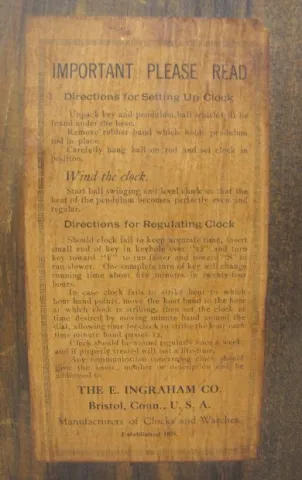 IMPORTANT PLEASE READ
Directions for Setting Up Clock
Unpack key and pendulum ball which will be
found under the
Remove rubber band which holds pendulum
rod in place.
Carefully hang ball on rod and set clock in
position.
Wind the clock.
Start ball swinging and level clock so that the
beat of the pendulum becomes perfectly even and
regular.
Directions for Regulating Clock
Should clock fail to keep accurate time, insert
small end of key in keyhole over "12" and turn
key toward "F" to run faster and toward "S" to
run slower. One complete turn of key will change
running time about five minutes in twenty-four
hours.
In case clock fails to strike hour to which
hour hand points, move the hour hand to the hour
at which clock is striking, then set the clock to
time desired by moving minute hand around the
dial, allowing time for clock to strike the hour each
time minute hand passes 12.
Clock should be wound regularly once a week
and if properly treated will last a lifetime.
Any communication concerning clock should
give the name, number or description and be
addressed to
THE E. INGRAHAM CO.
Bristol, Conn., U. S. A.
Manufacturers of Clocks and Watches.
Established